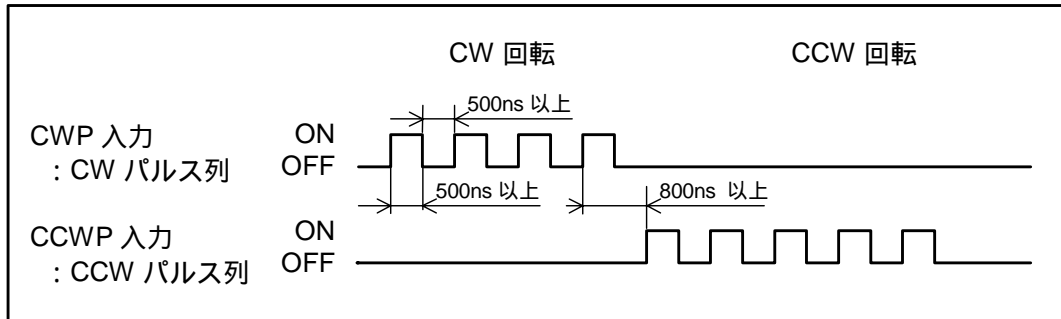 CW 回転 CCW 回転
500ns 以上
CWP 入力 ON
: CW パルス列 OFF
500ns 以上 800ns 以上
CCWP 入力 ON
: CCW パルス列 OFF